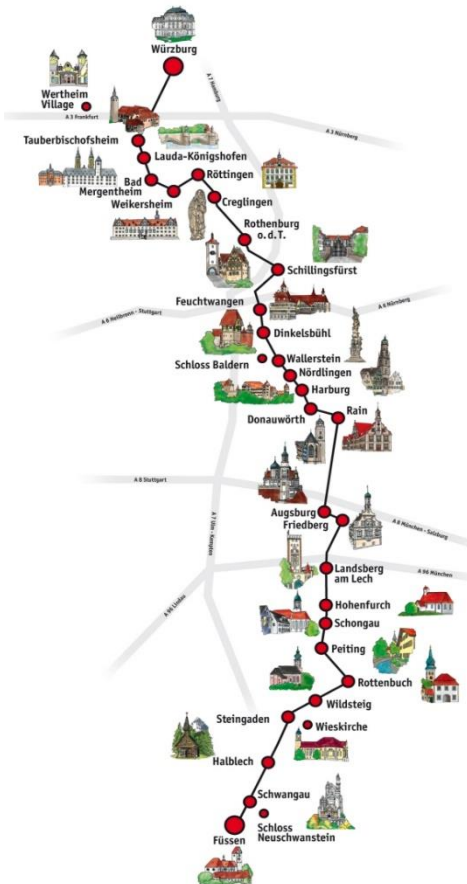 Würzburg
Wertheim
Village
A 7 Hamburg
A 3 Frankfurt
A 3 Nürnberg
Tauberbischofsheim
Lauda-Königshofen
Bad
Mergentheim
Röttingen
Weikersheim
Creglingen
Rothenburg
o.d.T.
Schillingsfürst
Feuchtwangen
A 6 Heilbronn - Stuttgart
A 6 Nürnberg
Dinkelsbühl
Schloss Baldern
Wallerstein
Nördlingen
Harburg
Donauwörth
Rain
A 8 Stuttgart
Augsburg
Friedberg
A 8 München - Salzburg
A 7 Ulm - Kempten
A 96 München
Landsberg
am Lech
A 96 Lindau
Hohenfurch
Schongau
Peiting
Rottenbuch
Wildsteig
Steingaden
Wieskirche
Halblech
Schwangau
Füssen
Schloss
Neuschwanstein